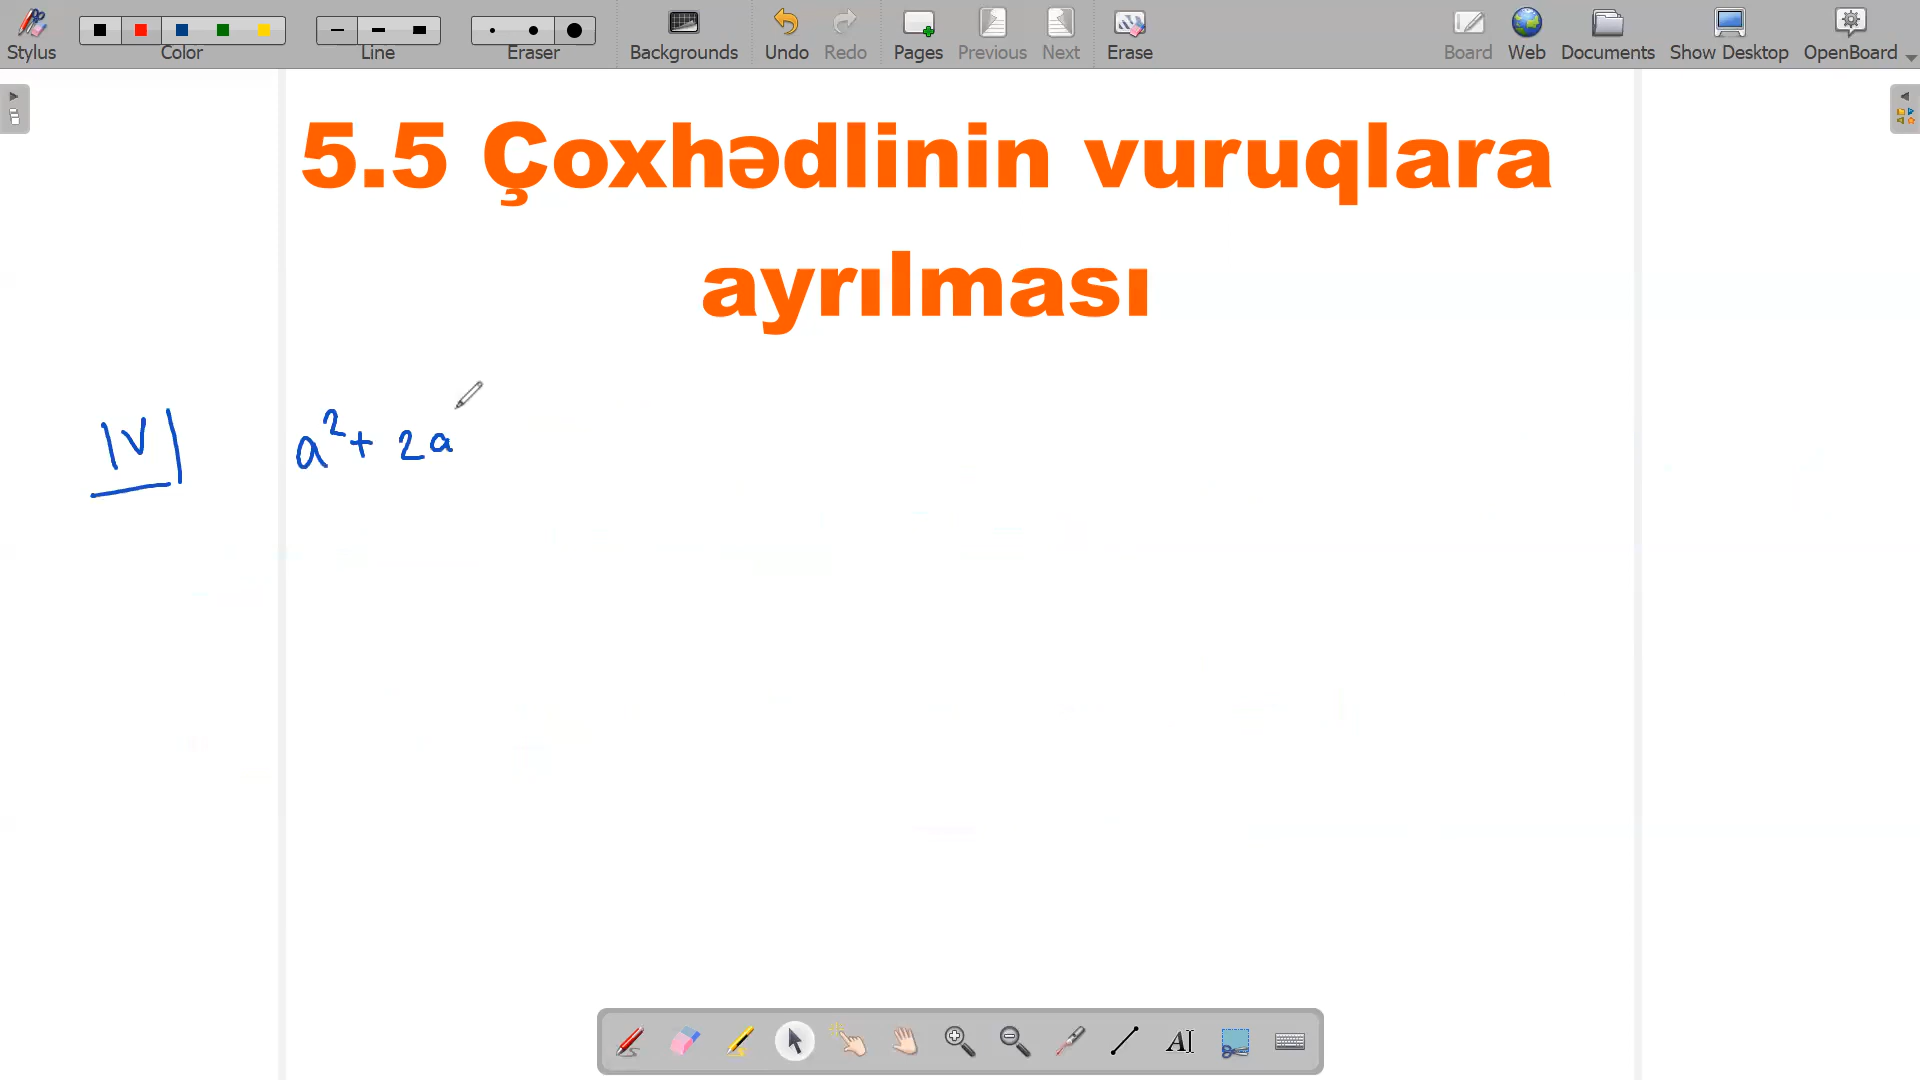 Stylus Color Line Eraser Backgrounds Undo Redo Pages Previous Next Erase Board Web Documents Show Desktop OpenBoard
5.5 Çoxhədlinin vuruqlara
ayrılması
IV| a²+ 2a